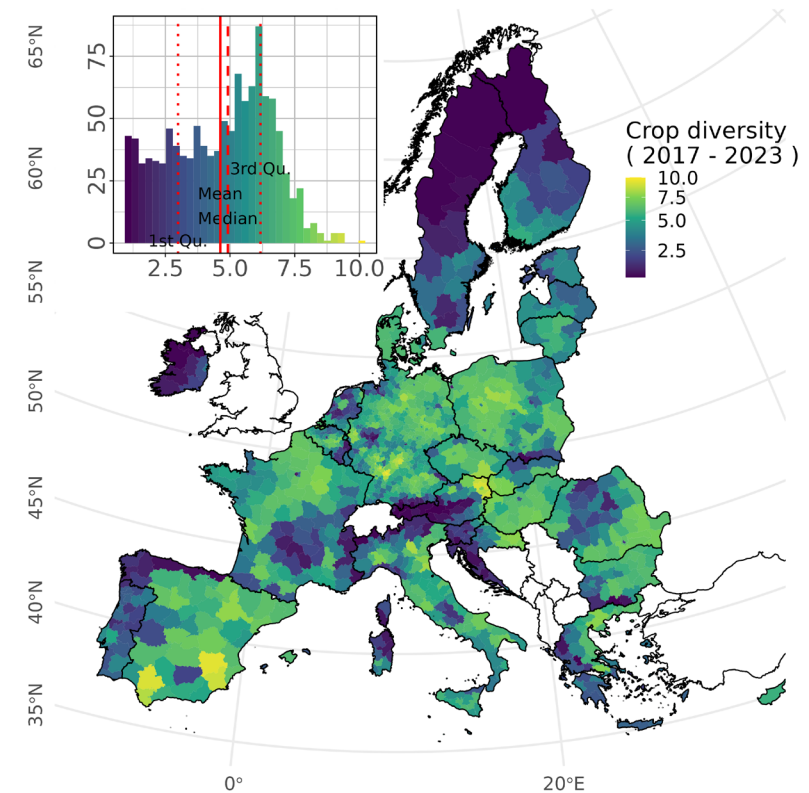 65°N
60°N
55°N
50°N
45°N
40°N
35°N
75
50
25
0
3rd Qu.
Mean
Median
1st Qu.
2.5 5.0 7.5 10.0
Crop diversity
( 2017 - 2023 )
10.0
7.5
5.0
2.5
0° 20°E